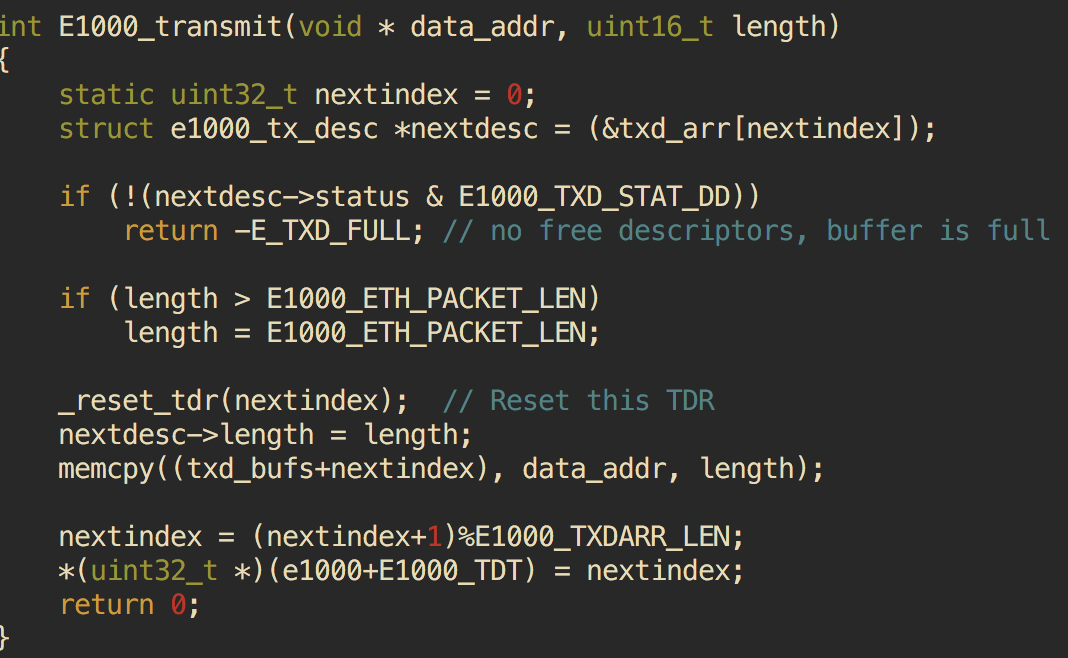 int E1000_transmit(void * data_addr, uint16_t length)
{
    static uint32_t nextindex = 0;
    struct e1000_tx_desc *nextdesc = (&txd_arr[nextindex]);

    if (!(nextdesc->status & E1000_TXD_STAT_DD))
        return -E_TXD_FULL; // no free descriptors, buffer is full

    if (length > E1000_ETH_PACKET_LEN)
        length = E1000_ETH_PACKET_LEN;

    _reset_tdr(nextindex);  // Reset this TDR
    nextdesc->length = length;
    memcpy((txd_bufs+nextindex), data_addr, length);

    nextindex = (nextindex+1)%E1000_TXDARR_LEN;
    *(uint32_t *)(e1000+E1000_TDT) = nextindex;
    return 0;
}